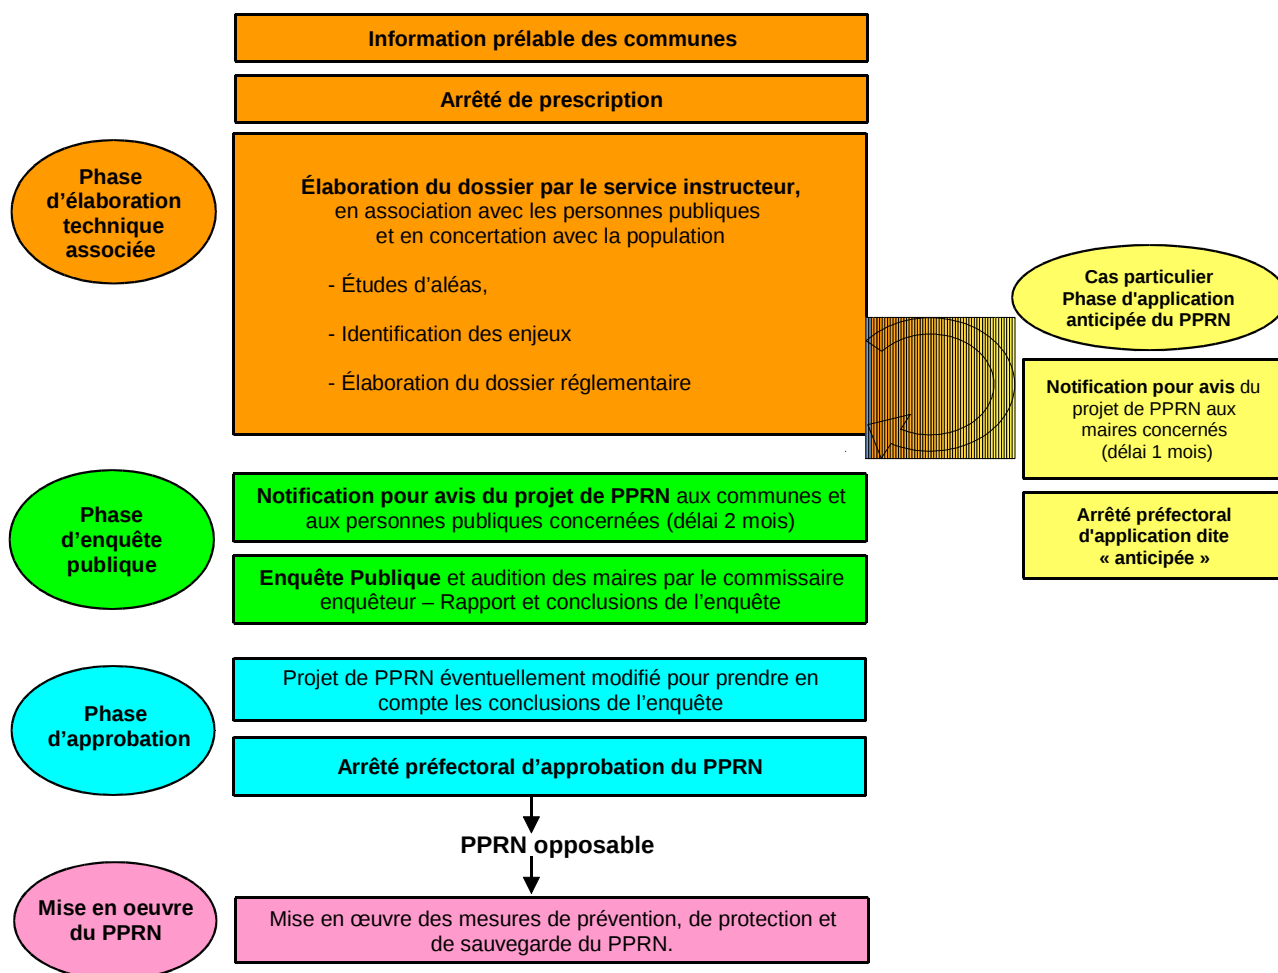 Information prélable des communes
Arrêté de prescription
Phase
d’élaboration
technique
associée
Élaboration du dossier par le service instructeur,
en association avec les personnes publiques
et en concertation avec la population
- Études d’aléas,
- Identification des enjeux
- Élaboration du dossier réglementaire
Cas particulier
Phase d'application
anticipée du PPRN
Notification pour avis du
projet de PPRN aux
maires concernés
(délai 1 mois)
Arrêté préfectoral
d'application dite
« anticipée »
Phase
d’enquête
publique
Notification pour avis du projet de PPRN aux communes et
aux personnes publiques concernées (délai 2 mois)
Enquête Publique et audition des maires par le commissaire
enquêteur – Rapport et conclusions de l’enquête
Phase
d’approbation
Projet de PPRN éventuellement modifié pour prendre en
compte les conclusions de l’enquête
Arrêté préfectoral d’approbation du PPRN
PPRN opposable
Mise en oeuvre
du PPRN
Mise en œuvre des mesures de prévention, de protection et
de sauvegarde du PPRN.